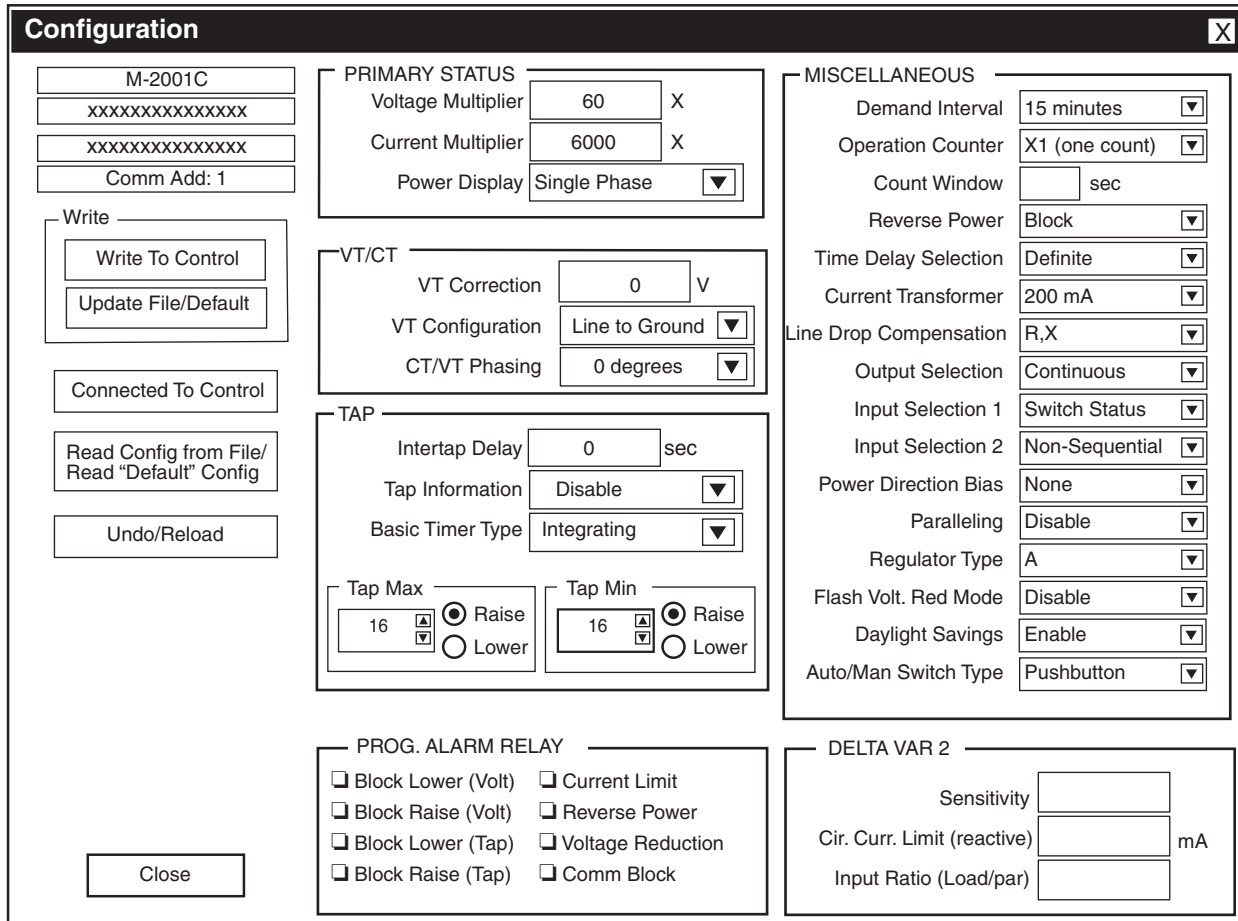 Configuration
X
M-2001C
xxxxxxxxxxxxxxx
xxxxxxxxxxxxxxx
Comm Add: 1
Write
Write To Control
Update File/Default
Connected To Control
Read Config from File/
Read “Default” Config
Undo/Reload
Close
PRIMARY STATUS
Voltage Multiplier 60 X
Current Multiplier 6000 X
Power Display Single Phase
VT/CT
VT Correction 0 V
VT Configuration Line to Ground
CT/VT Phasing 0 degrees
TAP
Intertap Delay 0 sec
Tap Information Disable
Basic Timer Type Integrating
Tap Max
16 Raise
Lower
Tap Min
16 Raise
Lower
PROG. ALARM RELAY
Block Lower (Volt) Current Limit
Block Raise (Volt) Reverse Power
Block Lower (Tap) Voltage Reduction
Block Raise (Tap) Comm Block
MISCELLANEOUS
Demand Interval 15 minutes
Operation Counter X1 (one count)
Count Window sec
Reverse Power Block
Time Delay Selection Definite
Current Transformer 200 mA
Line Drop Compensation R,X
Output Selection Continuous
Input Selection 1 Switch Status
Input Selection 2 Non-Sequential
Power Direction Bias None
Paralleling Disable
Regulator Type A
Flash Volt. Red Mode Disable
Daylight Savings Enable
Auto/Man Switch Type Pushbutton
DELTA VAR 2
Sensitivity
Cir. Curr. Limit (reactive) mA
Input Ratio (Load/par)